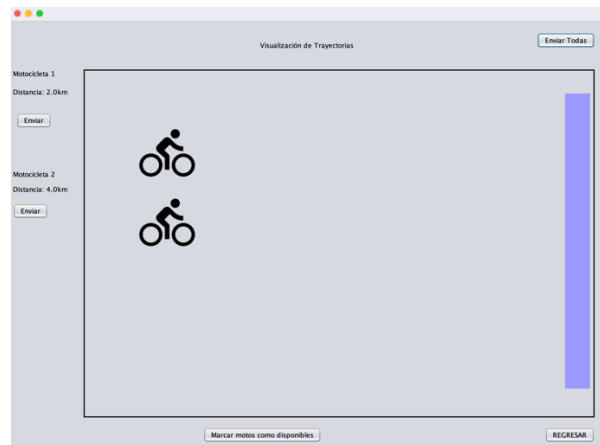 Enviar Todas
Visualización de Trayectorias
Motocicleta 1
Distancia: 2.0km
Enviar
Motocicleta 2
Distancia: 4.0km
Enviar
Marcar motos como disponibles
REGRESAR